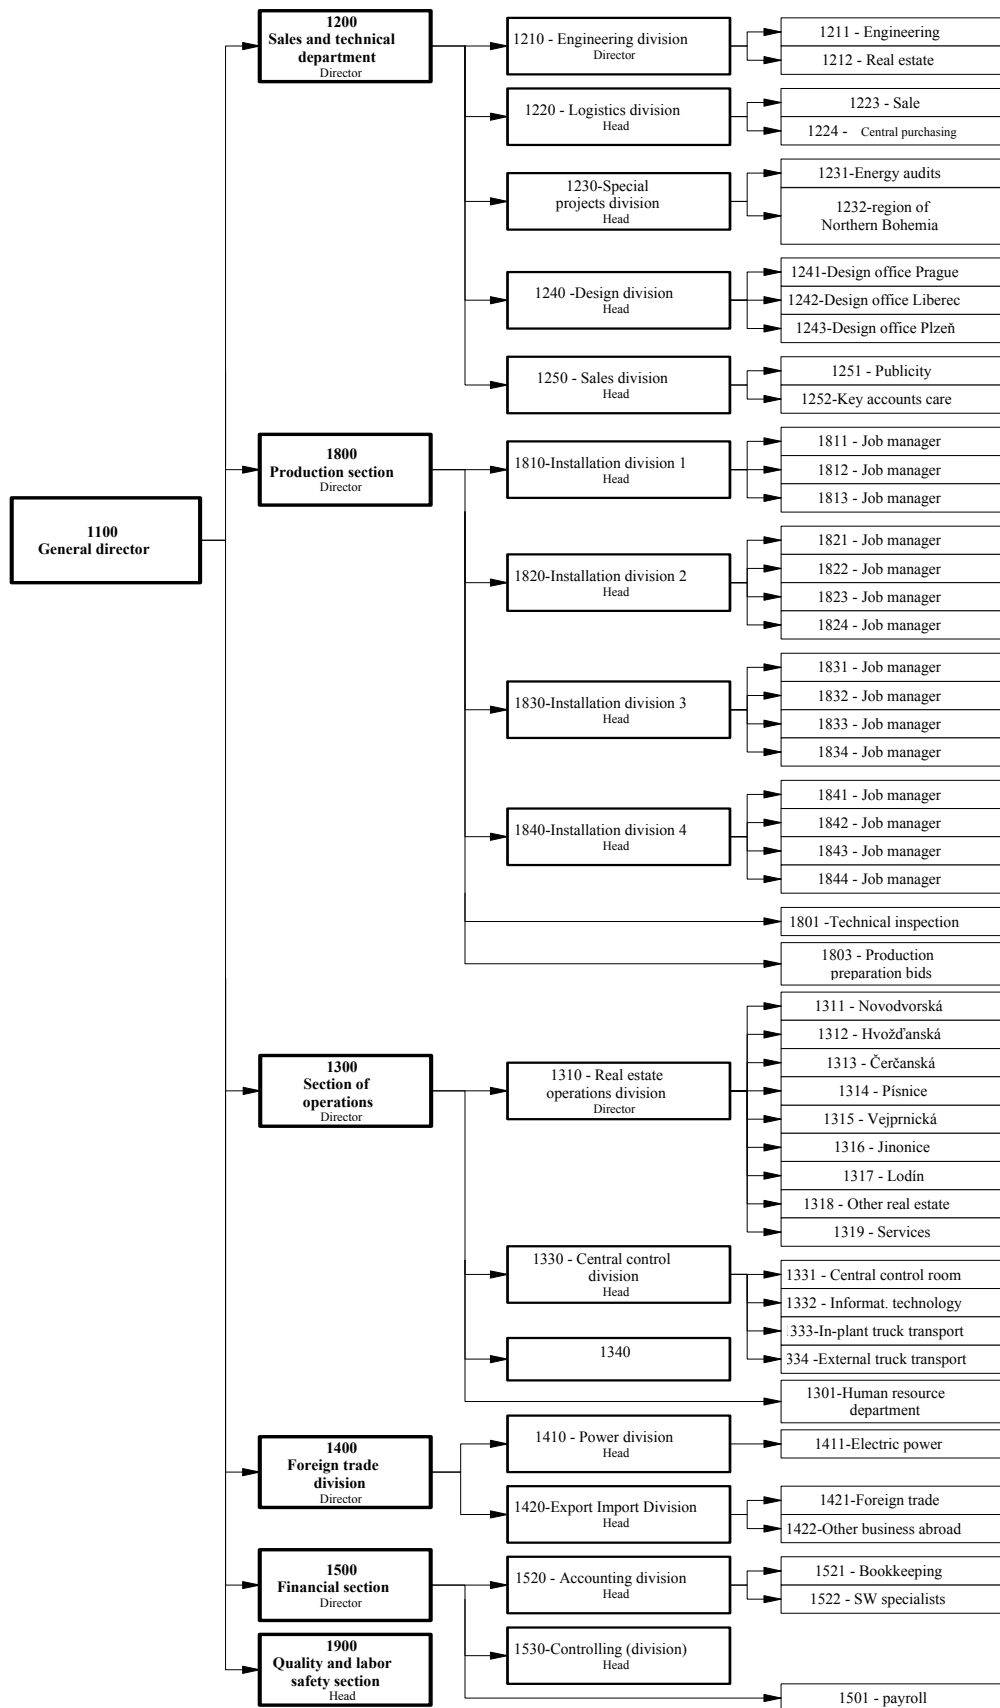 1100
General director
1200
Sales and technical
department
Director
1210 - Engineering division
Director
1211 - Engineering
1212 - Real estate
1220 - Logistics division
Head
1223 - Sale
1224 - Central purchasing
1230-Special
projects division
Head
1231-Energy audits
1232-region of
Northern Bohemia
1240 -Design division
Head
1241-Design office Prague
1242-Design office Liberec
1243-Design office Plzeň
1250 - Sales division
Head
1251 - Publicity
1252-Key accounts care
1800
Production section
Director
1810-Installation division 1
Head
1811 - Job manager
1812 - Job manager
1813 - Job manager
1820-Installation division 2
Head
1821 - Job manager
1822 - Job manager
1823 - Job manager
1824 - Job manager
1830-Installation division 3
Head
1831 - Job manager
1832 - Job manager
1833 - Job manager
1834 - Job manager
1840-Installation division 4
Head
1841 - Job manager
1842 - Job manager
1843 - Job manager
1844 - Job manager
1801 -Technical inspection
1803 - Production
preparation bids
1300
Section of
operations
Director
1310 - Real estate
operations division
Director
1311 - Novodvorská
1312 - Hvožďanská
1313 - Čerčanská
1314 - Písnice
1315 - Vejprnická
1316 - Jinonice
1317 - Lodín
1318 - Other real estate
1319 - Services
1330 - Central control
division
Head
1331 - Central control room
1332 - Informat. technology
1333-In-plant truck transport
334 -External truck transport
1340
1301-Human resource
department
1400
Foreign trade
division
Director
1410 - Power division
Head
1411-Electric power
1420-Export Import Division
Head
1421-Foreign trade
1422-Other business abroad
1500
Financial section
Director
1520 - Accounting division
Head
1521 - Bookkeeping
1522 - SW specialists
1530-Controlling (division)
Head
1501 - payroll
1900
Quality and labor
safety section
Head